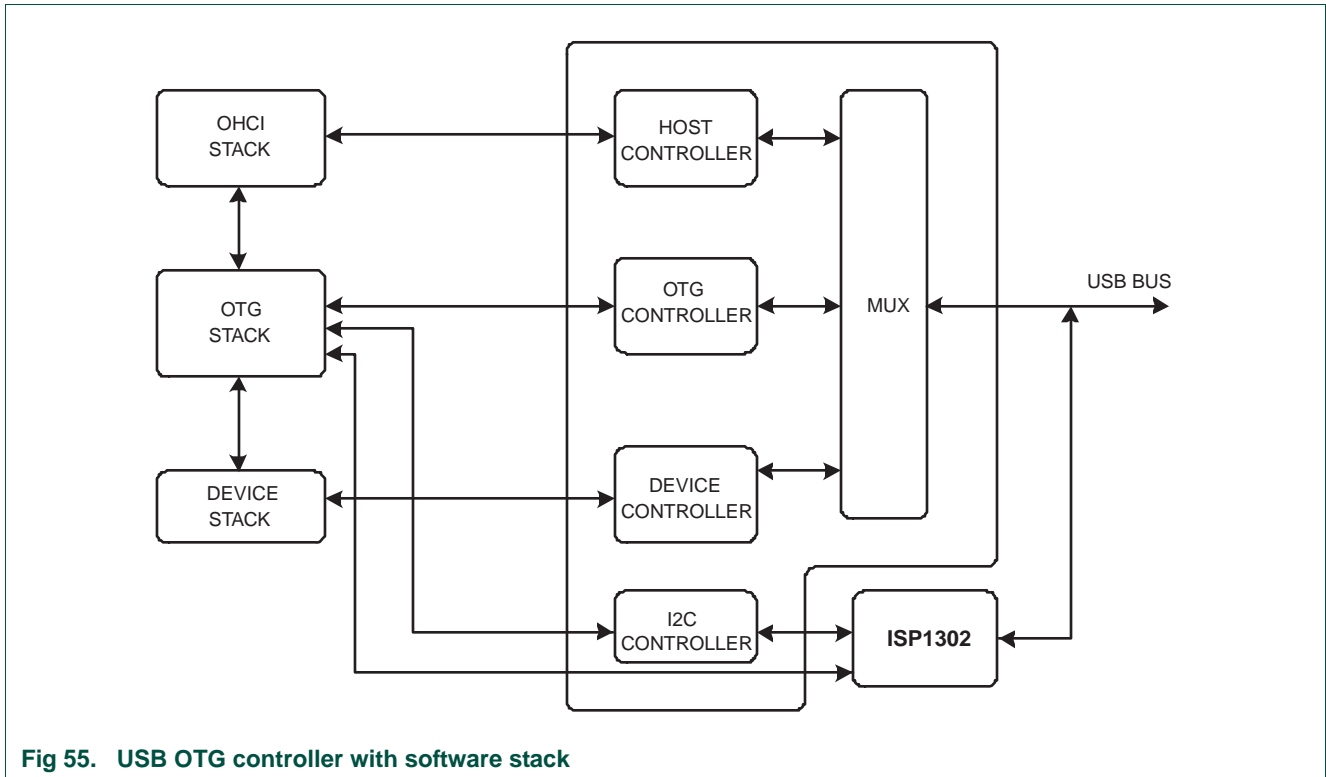 OHCI
STACK
HOST
CONTROLLER
OTG
STACK
OTG
CONTROLLER
MUX
USB BUS
DEVICE
STACK
DEVICE
CONTROLLER
I2C
CONTROLLER
ISP1302
Fig 55. USB OTG controller with software stack